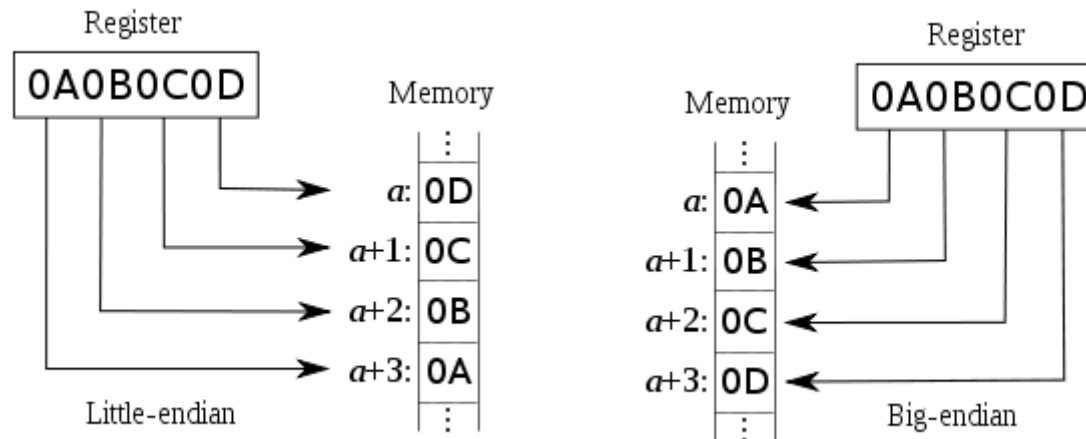 Register
0A0B0C0D
Memory
⋮
a: 0D
a+1: 0C
a+2: 0B
a+3: 0A
⋮
Little-endian
Register
0A0B0C0D
Memory
⋮
a: 0A
a+1: 0B
a+2: 0C
a+3: 0D
⋮
Big-endian